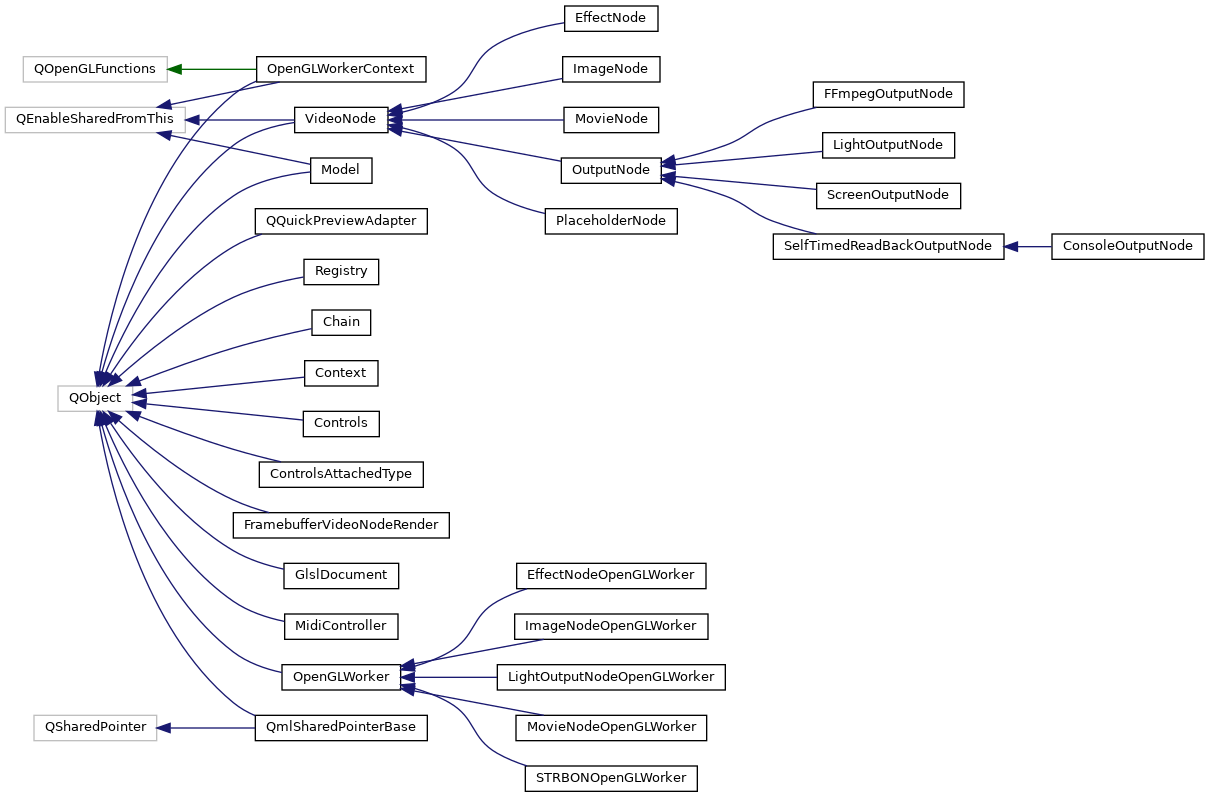 EffectNode
QOpenGLFunctions
OpenGLWorkerContext
ImageNode
FFmpegOutputNode
QEnableSharedFromThis
VideoNode
MovieNode
LightOutputNode
Model
OutputNode
ScreenOutputNode
QQuickPreviewAdapter
PlaceholderNode
SelfTimedReadBackOutputNode
ConsoleOutputNode
Registry
Chain
Context
QObject
Controls
ControlsAttachedType
FramebufferVideoNodeRender
GlslDocument
EffectNodeOpenGLWorker
MidiController
ImageNodeOpenGLWorker
OpenGLWorker
LightOutputNodeOpenGLWorker
QSharedPointer
QmlSharedPointerBase
MovieNodeOpenGLWorker
STRBONOpenGLWorker